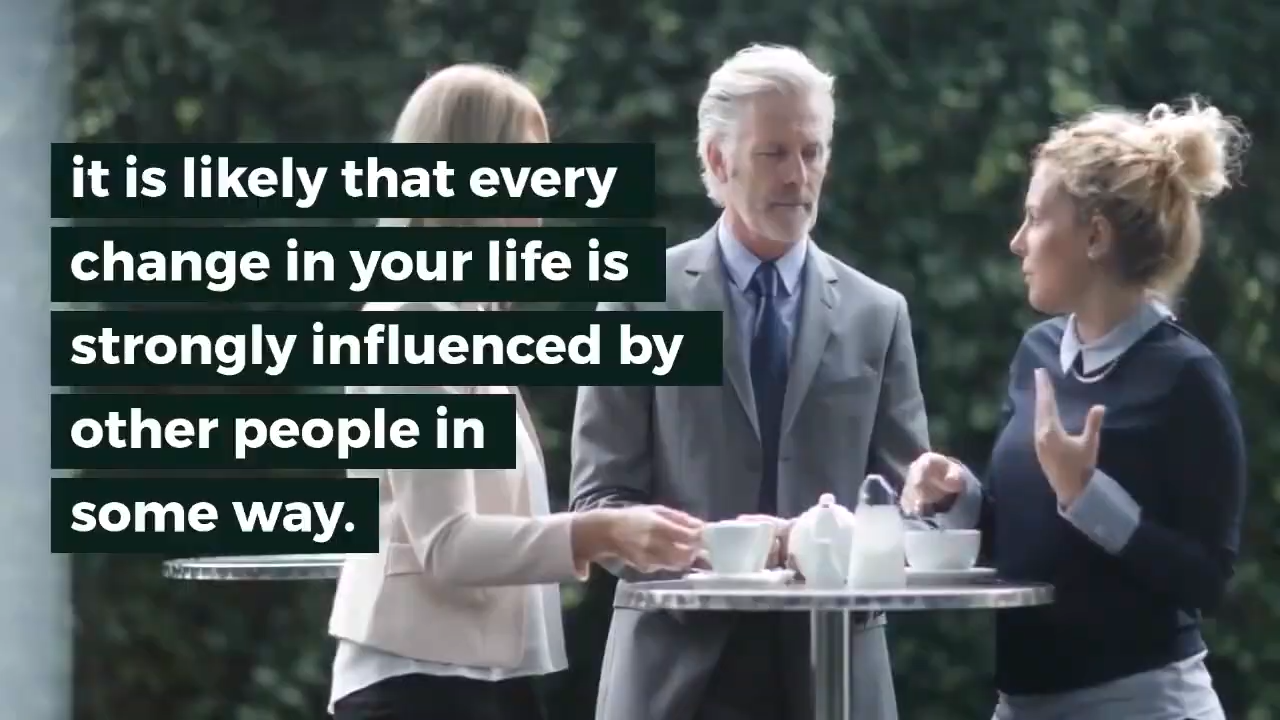 it is likely that every
change in your life is
strongly influenced by
other people in
some way.